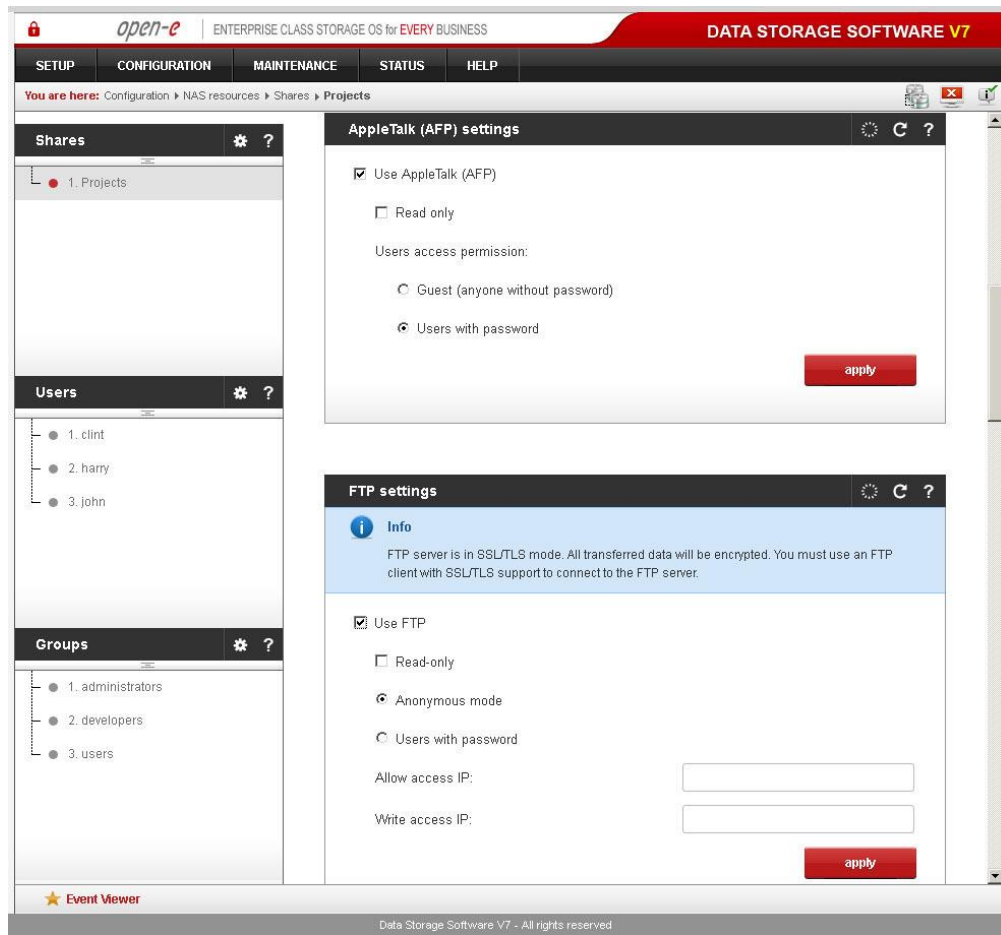 open-e ENTERPRISE CLASS STORAGE OS for EVERY BUSINESS DATA STORAGE SOFTWARE V7
SETUP CONFIGURATION MAINTENANCE STATUS HELP
You are here: Configuration ▸ NAS resources ▸ Shares ▸ Projects
Shares ?
1. Projects
Users ?
1. clint
2. harry
3. john
Groups ?
1. administrators
2. developers
3. users
AppleTalk (AFP) settings ?
Use AppleTalk (AFP)
Read only
Users access permission:
Guest (anyone without password)
Users with password
apply
FTP settings ?
Info
FTP server is in SSL/TLS mode. All transferred data will be encrypted. You must use an FTP
client with SSL/TLS support to connect to the FTP server.
Use FTP
Read-only
Anonymous mode
Users with password
Allow access IP:
Write access IP:
apply
Event Viewer
Data Storage Software V7 - All rights reserved